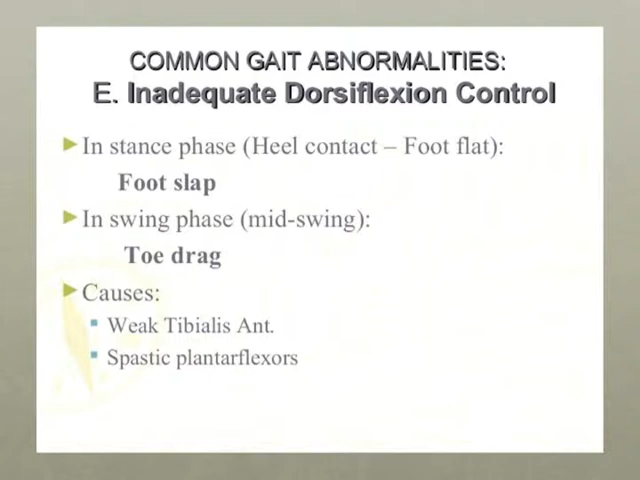 COMMON GAIT ABNORMALITIES:
E. Inadequate Dorsiflexion Control
In stance phase (Heel contact – Foot flat):
Foot slap
In swing phase (mid-swing):
Toe drag
Causes:
Weak Tibialis Ant.
Spastic plantarflexors